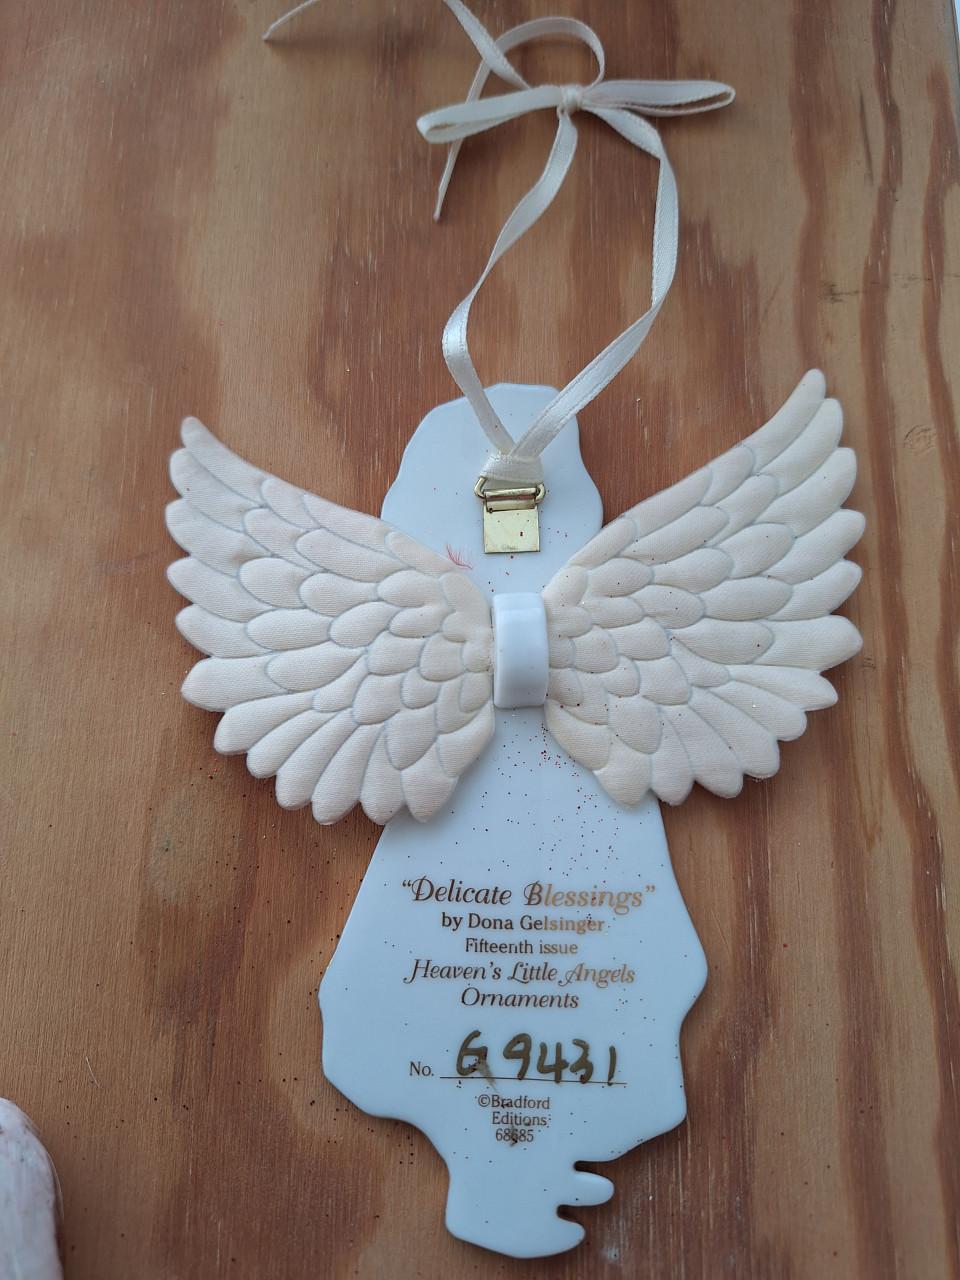 “Delicate Blessings”
by Dona Gelsinger
Fifteenth issue
Heaven's Little Angels
Ornaments
No. G9431
©Bradford
Editions
68685